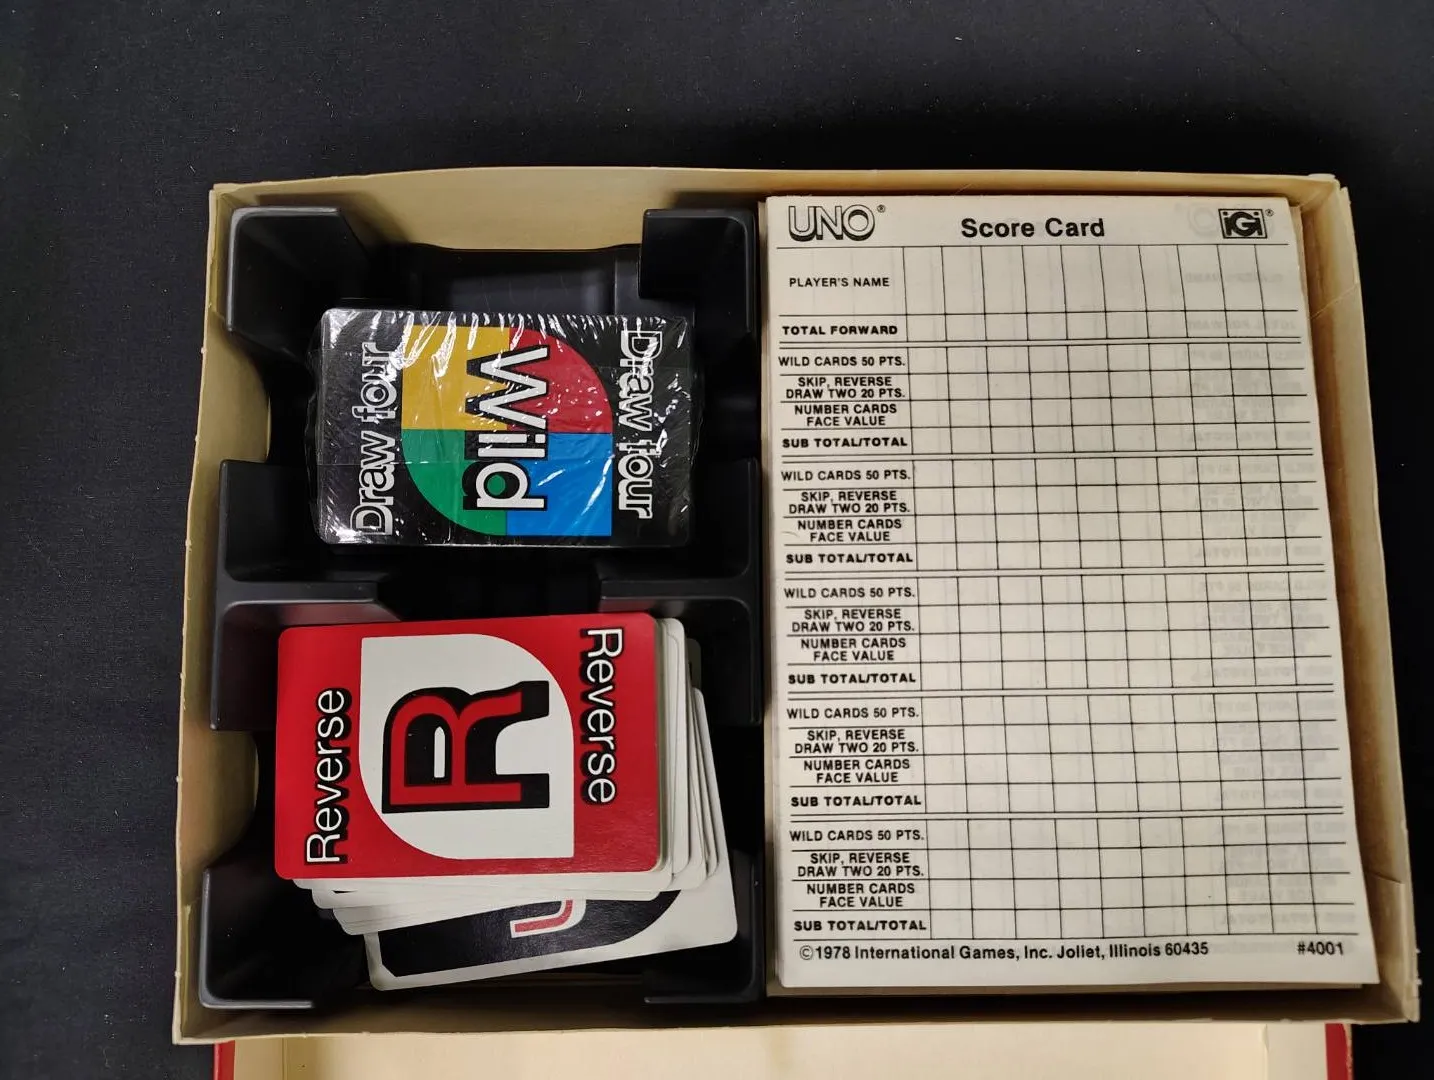 Draw four
Wild
Draw four
Reverse
R
Reverse
UNO®
Score Card
iGi®
PLAYER'S NAME
TOTAL FORWARD
WILD CARDS 50 PTS.
SKIP, REVERSE
DRAW TWO 20 PTS.
NUMBER CARDS
FACE VALUE
SUB TOTAL/TOTAL
WILD CARDS 50 PTS.
SKIP, REVERSE
DRAW TWO 20 PTS.
NUMBER CARDS
FACE VALUE
SUB TOTAL/TOTAL
WILD CARDS 50 PTS.
SKIP, REVERSE
DRAW TWO 20 PTS.
NUMBER CARDS
FACE VALUE
SUB TOTAL/TOTAL
WILD CARDS 50 PTS.
SKIP, REVERSE
DRAW TWO 20 PTS.
NUMBER CARDS
FACE VALUE
SUB TOTAL/TOTAL
WILD CARDS 50 PTS.
SKIP, REVERSE
DRAW TWO 20 PTS.
NUMBER CARDS
FACE VALUE
SUB TOTAL/TOTAL
©1978 International Games, Inc. Joliet, Illinois 60435 #4001